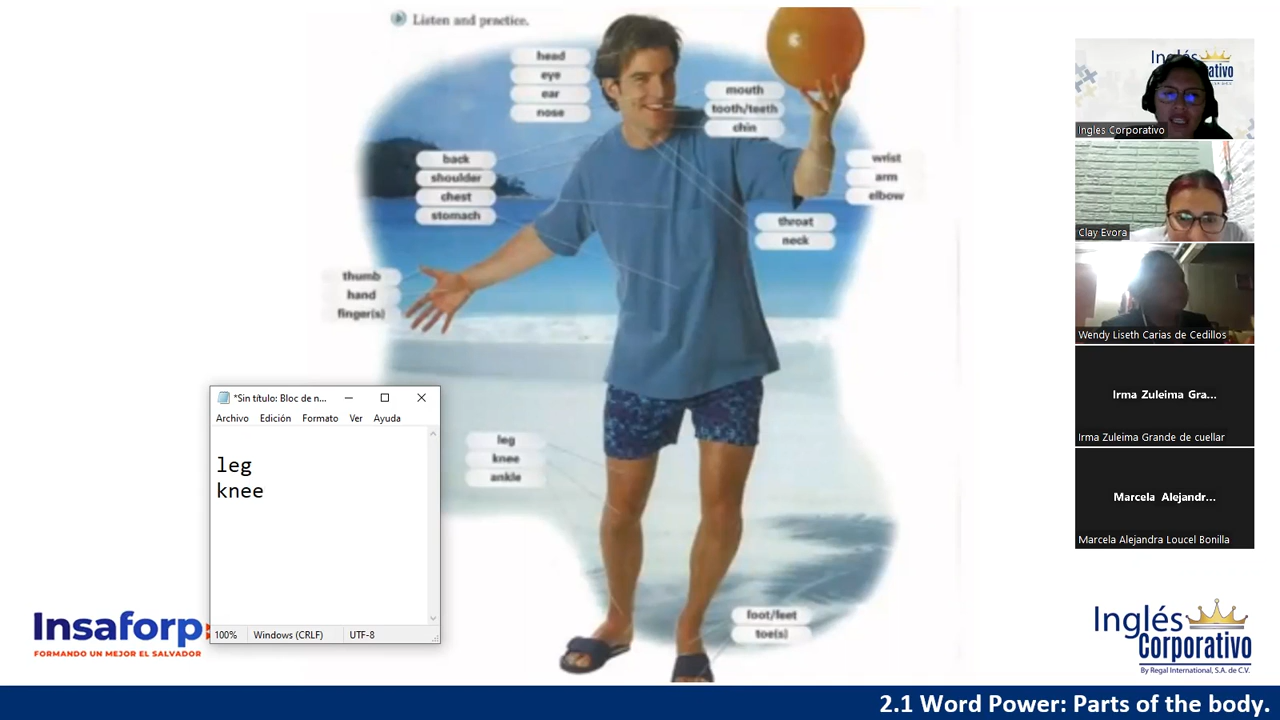 Listen and practice.
head
eye
ear
nose
mouth
tooth/teeth
chin
back
shoulder
chest
stomach
wrist
arm
elbow
throat
neck
thumb
hand
finger(s)
leg
knee
ankle
foot/feet
toe(s)
*Sin título: Bloc de n...
Archivo Edición Formato Ver Ayuda
leg
knee
100% Windows (CRLF) UTF-8
Inglés
Inglés Corporativo
Clay Evora
Wendy Liseth Carias de Cedillos
Irma Zuleima Gra...
Irma Zuleima Grande de cuellar
Marcela Alejandr...
Marcela Alejandra Loucel Bonilla
Insaforp
FORMANDO UN MEJOR EL SALVADOR
Inglés
Corporativo
By Regal International, S.A. de C.V.
2.1 Word Power: Parts of the body.